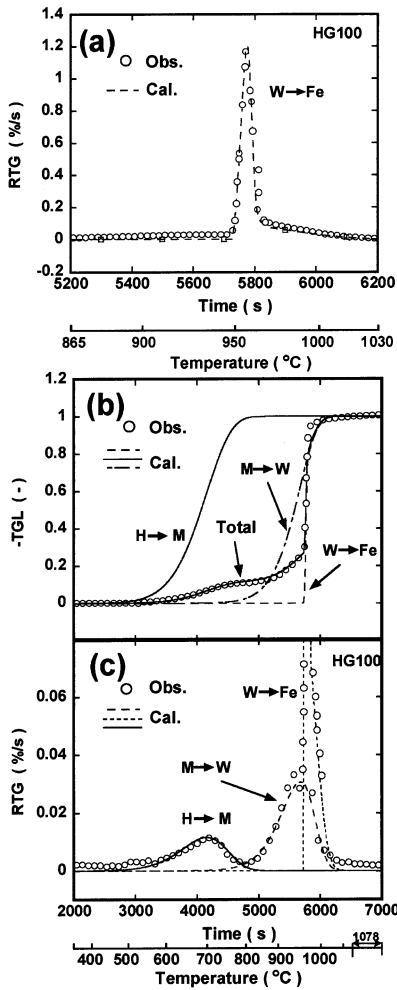 (a)
HG100
Obs.
Cal.
W→Fe
RTG ( %/s )
1.4
1.2
1
0.8
0.6
0.4
0.2
0
-0.2
5200 5400 5600 5800 6000 6200
Time ( s )
865 900 950 1000 1030
Temperature ( °C )
(b)
Obs.
Cal.
M→W
H→M
Total
W→Fe
-TGL ( - )
1.2
1
0.8
0.6
0.4
0.2
0
(c)
HG100
Obs.
Cal.
W→Fe
M→W
H→M
RTG ( %/s )
0.06
0.04
0.02
0
2000 3000 4000 5000 6000 7000
Time ( s )
1078
400 500 600 700 800 900 1000
Temperature ( °C )